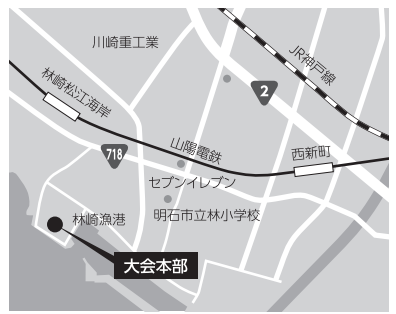 川崎重工業
JR神戸線
林崎松江海岸
2
山陽電鉄
西新町
718
セブンイレブン
明石市立林小学校
林崎漁港
大会本部